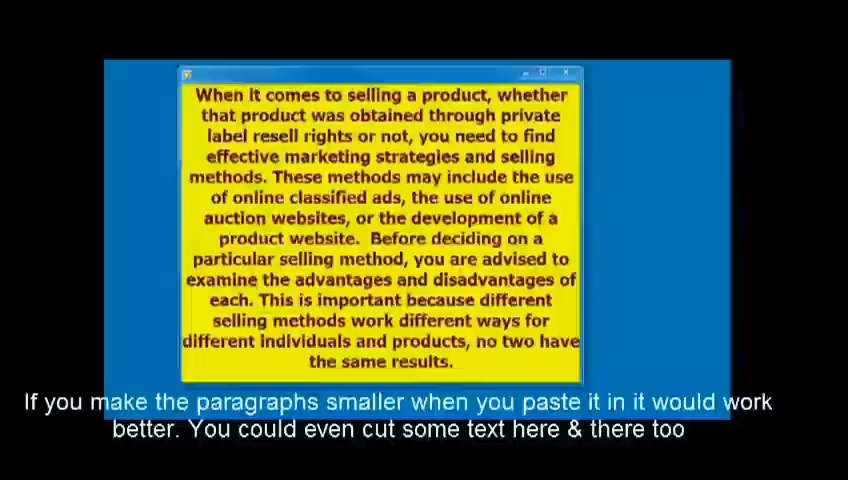 When it comes to selling a product, whether
that product was obtained through private
label resell rights or not, you need to find
effective marketing strategies and selling
methods. These methods may include the use
of online classified ads, the use of online
auction websites, or the development of a
product website.  Before deciding on a
particular selling method, you are advised to
examine the advantages and disadvantages of
each. This is important because different
selling methods work different ways for
different individuals and products, no two have
the same results.
If you make the paragraphs smaller when you paste it in it would work
better. You could even cut some text here & there too